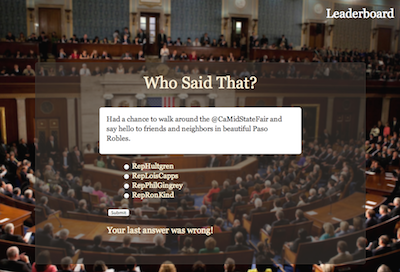 Leaderboard
Who Said That?
Had a chance to walk around the @CaMidStateFair and
say hello to friends and neighbors in beautiful Paso
Robles.
RepHultgren
RepLoisCapps
RepPhilGingrey
RepRonKind
Submit
Your last answer was wrong!